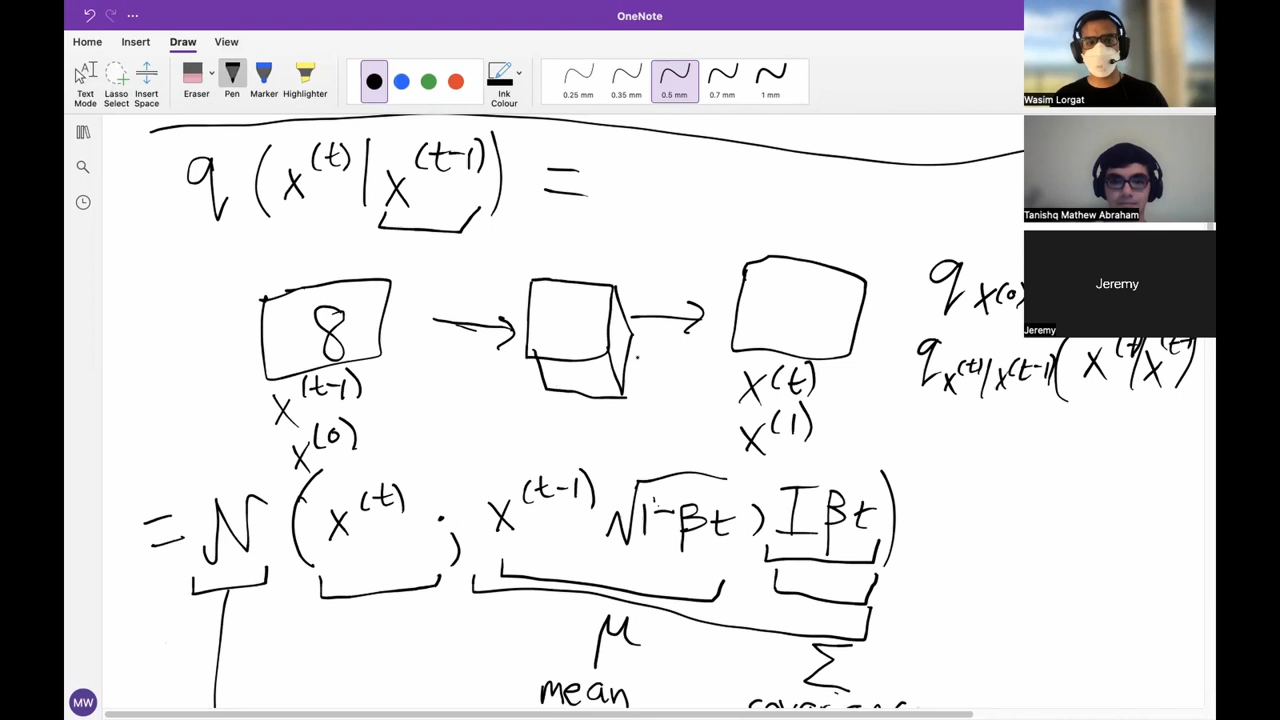 OneNote
Home Insert Draw View
Text Mode Lasso Select Insert Space Eraser Pen Marker Highlighter Ink Colour 0.25 mm 0.35 mm 0.5 mm 0.7 mm 1 mm
Wasim Lorgat
Tanishq Mathew Abraham
Jeremy
Jeremy
q (x^(t) | x^(t-1)) =
8
x^(t-1)
x^(0)
x^(t)
x^(1)
q x(0)
q x(t)/x(t-1) ( x^(t)/x^(t-1)
= N (x^(t) ; x^(t-1) √1-βt , I βt)
μ
mean
Σ
MW